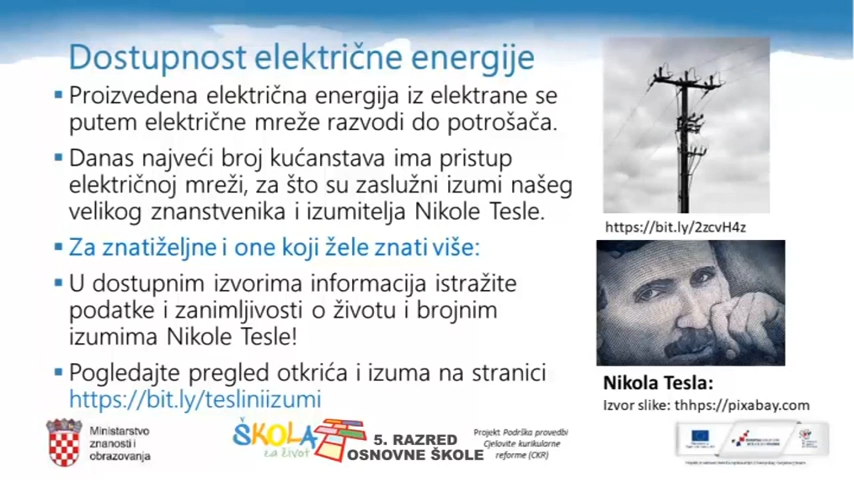 Dostupnost električne energije
▪ Proizvedena električna energija iz elektrane se
putem električne mreže razvodi do potrošača.
▪ Danas najveći broj kućanstava ima pristup
električnoj mreži, za što su zaslužni izumi našeg
velikog znanstvenika i izumitelja Nikole Tesle.
▪ Za znatiželjne i one koji žele znati više:
▪ U dostupnim izvorima informacija istražite
podatke i zanimljivosti o životu i brojnim
izumima Nikole Tesle!
▪ Pogledajte pregled otkrića i izuma na stranici
https://bit.ly/tesliniizumi
https://bit.ly/2zcvH4z
Nikola Tesla:
Izvor slike: thhps://pixabay.com
Ministarstvo
znanosti i
obrazovanja
ŠKOLA
za život
5. RAZRED
OSNOVNE ŠKOLE
Projekt Podrška provedbi
Cjelovite kurikularne
reforme (CKR)